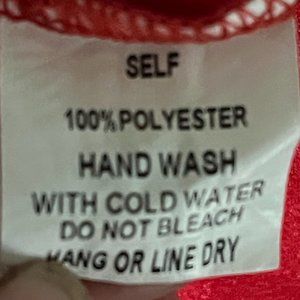 SELF
100% POLYESTER
HAND WASH
WITH COLD WATER
DO NOT BLEACH
HANG OR LINE DRY